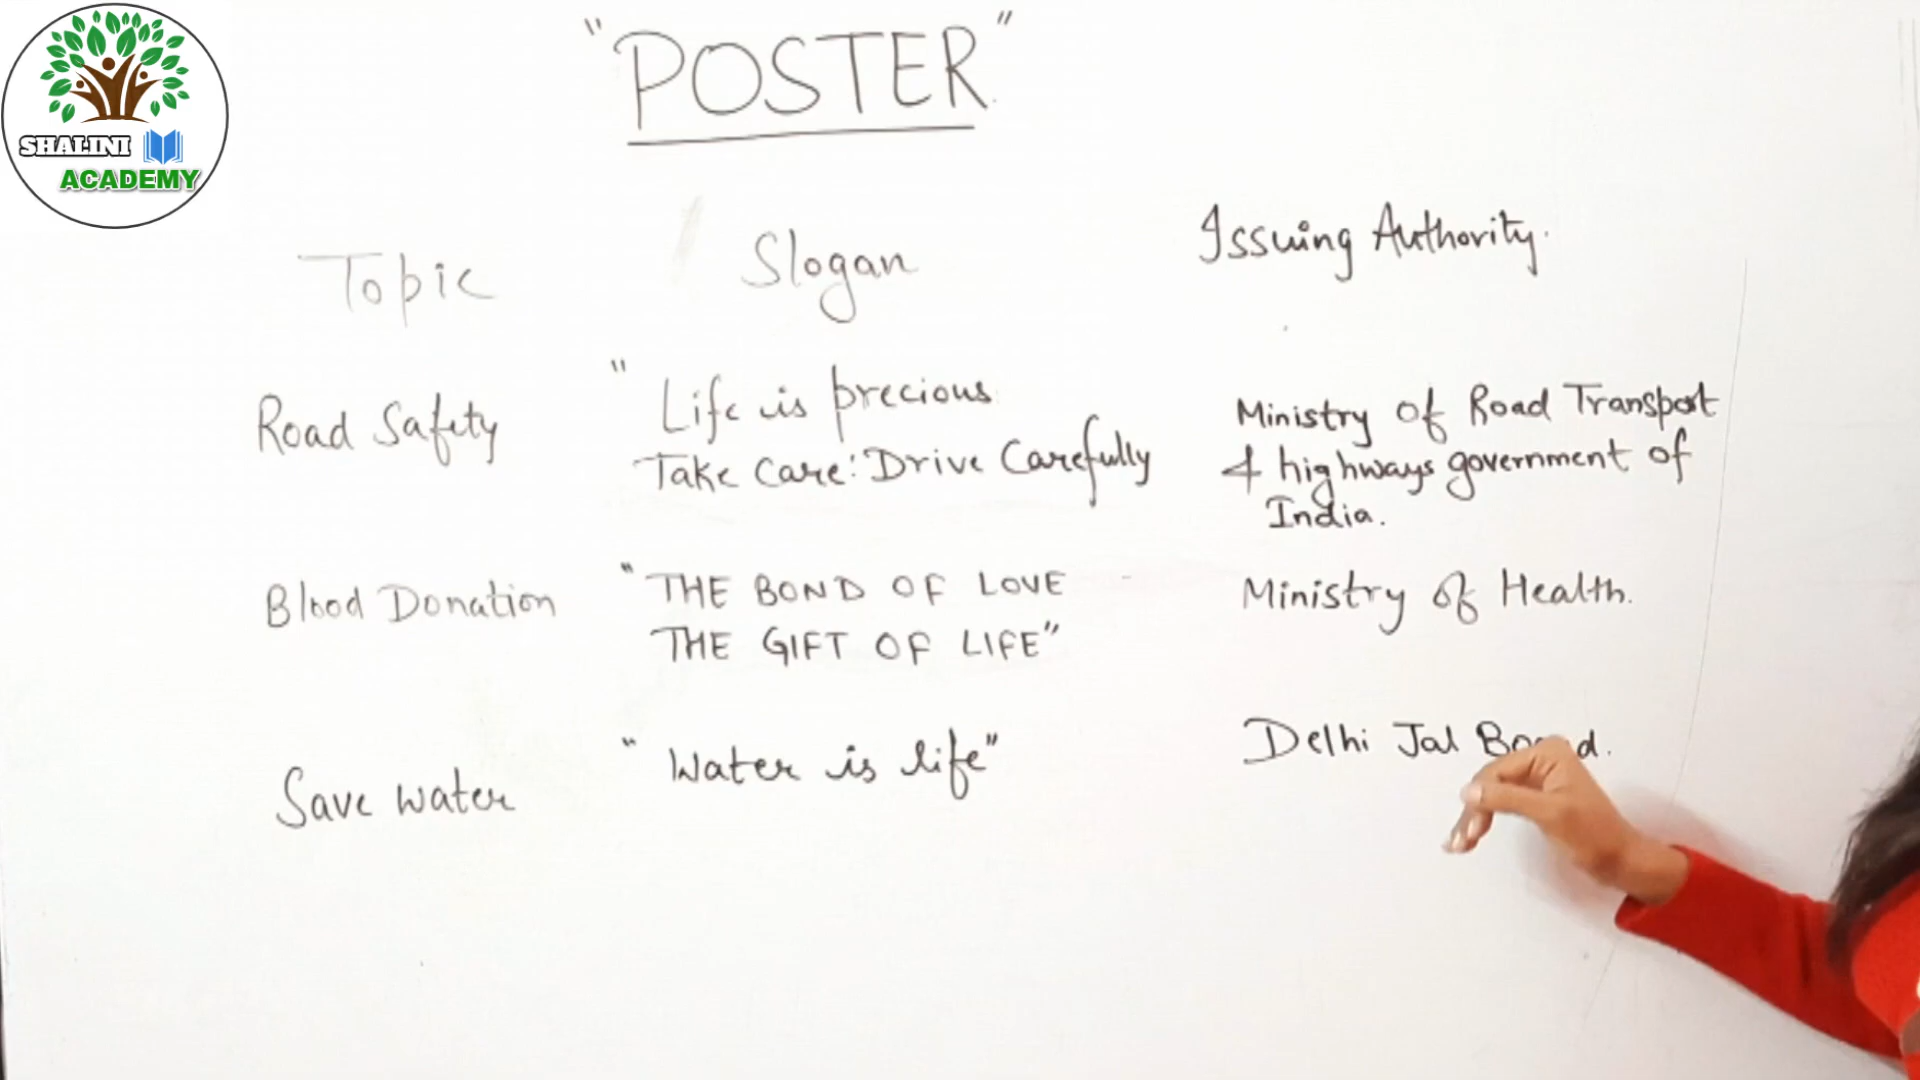 SHALINI
ACADEMY
"POSTER"
Topic
Slogan
Issuing Authority.
Road Safety
" Life is precious
Take care: Drive Carefully
Ministry of Road Transport
& highways government of
India.
Blood Donation
"THE BOND OF LOVE
THE GIFT OF LIFE"
Ministry of Health.
Save water
"Water is life"
Delhi Jal